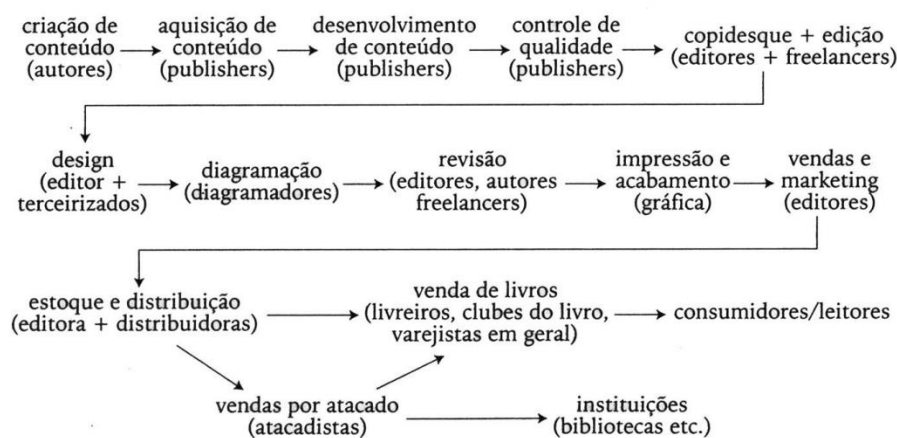 criação de conteúdo (autores)
aquisição de conteúdo (publishers)
desenvolvimento de conteúdo (publishers)
controle de qualidade (publishers)
copidesque + edição (editores + freelancers)
design (editor + terceirizados)
diagramação (diagramadores)
revisão (editores, autores freelancers)
impressão e acabamento (gráfica)
vendas e marketing (editores)
estoque e distribuição (editora + distribuidoras)
venda de livros (livreiros, clubes do livro, varejistas em geral)
consumidores/leitores
vendas por atacado (atacadistas)
instituições (bibliotecas etc.)